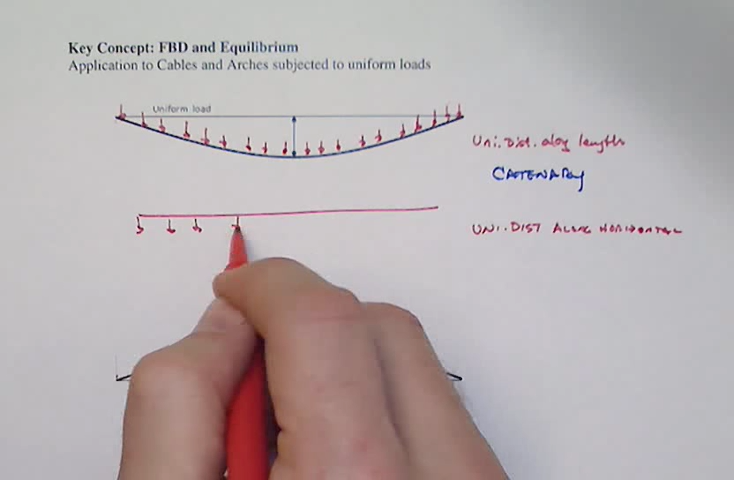 Key Concept: FBD and Equilibrium
Application to Cables and Arches subjected to uniform loads
Uniform load
Uni. Dist. along length
CATENARY
UNI. DIST ALONG HORIZONTAL